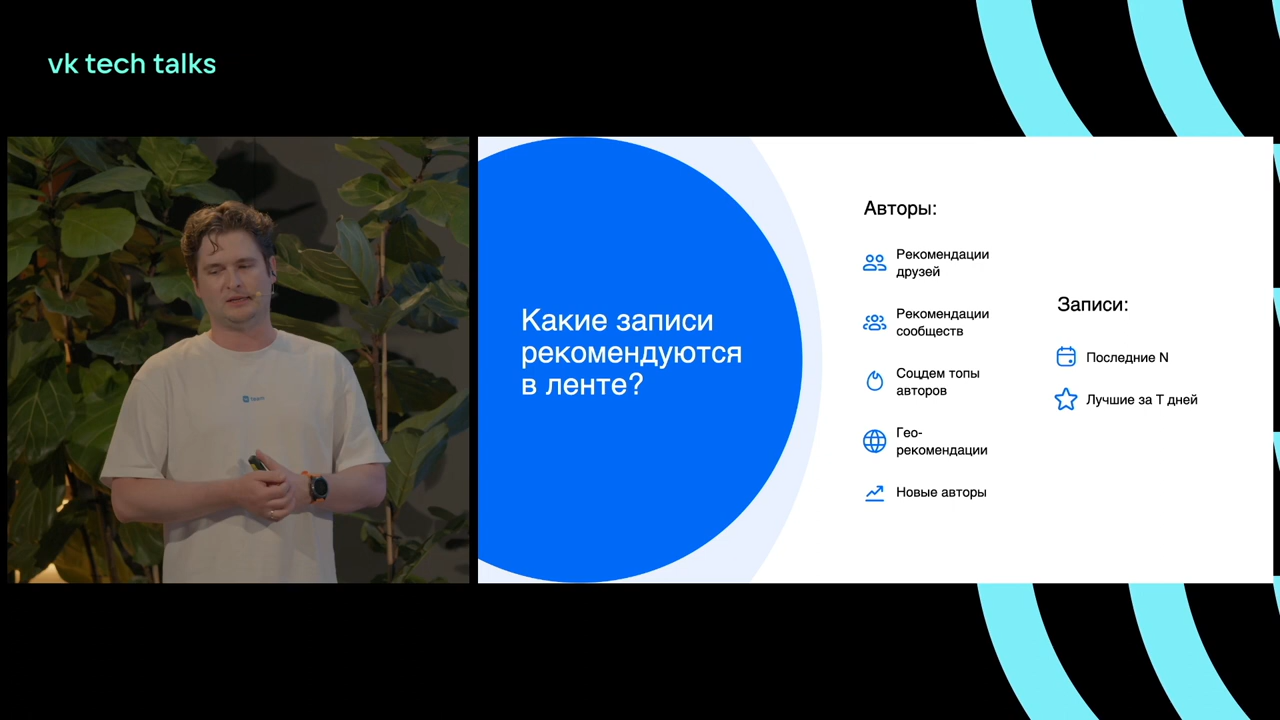 vk tech talks
Какие записи
рекомендуются
в ленте?
Авторы:
Рекомендации
друзей
Рекомендации
сообществ
Соцдем топы
авторов
Гео-
рекомендации
Новые авторы
Записи:
Последние N
Лучшие за T дней